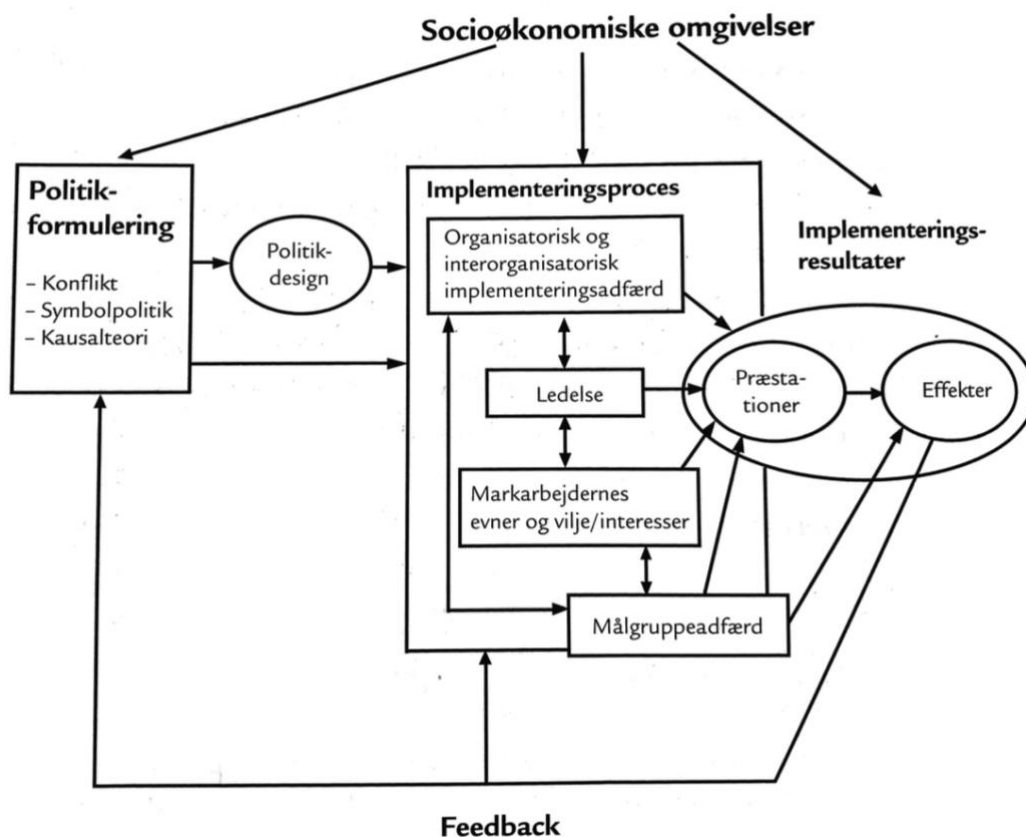 Socioøkonomiske omgivelser
Politik-
formulering
– Konflikt
– Symbolpolitik
– Kausalteori
Politik-
design
Implementeringsproces
Organisatorisk og
interorganisatorisk
implementeringsadfærd
Ledelse
Markarbejdernes
evner og vilje/interesser
Målgruppeadfærd
Implementerings-
resultater
Præsta-
tioner
Effekter
Feedback